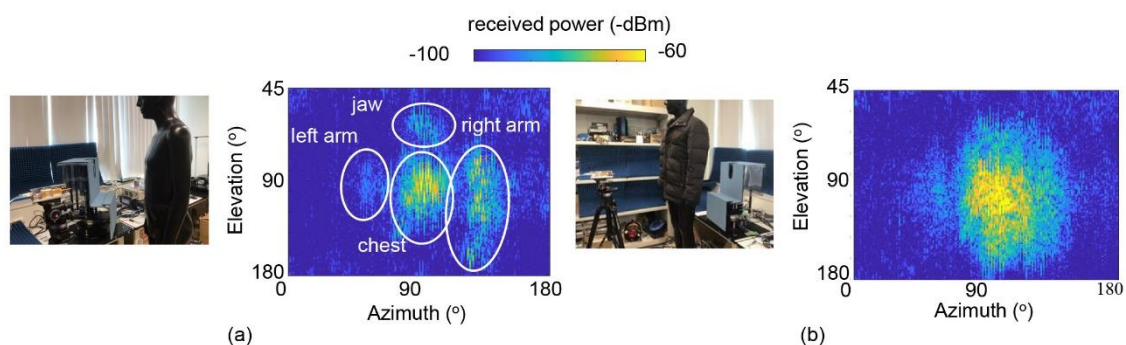 received power (-dBm)
-100 -60
45
90
180
Elevation (°)
jaw
left arm
right arm
chest
0 90 180
Azimuth (°)
(a)
45
90
180
Elevation (°)
0 90 180
Azimuth (°)
(b)